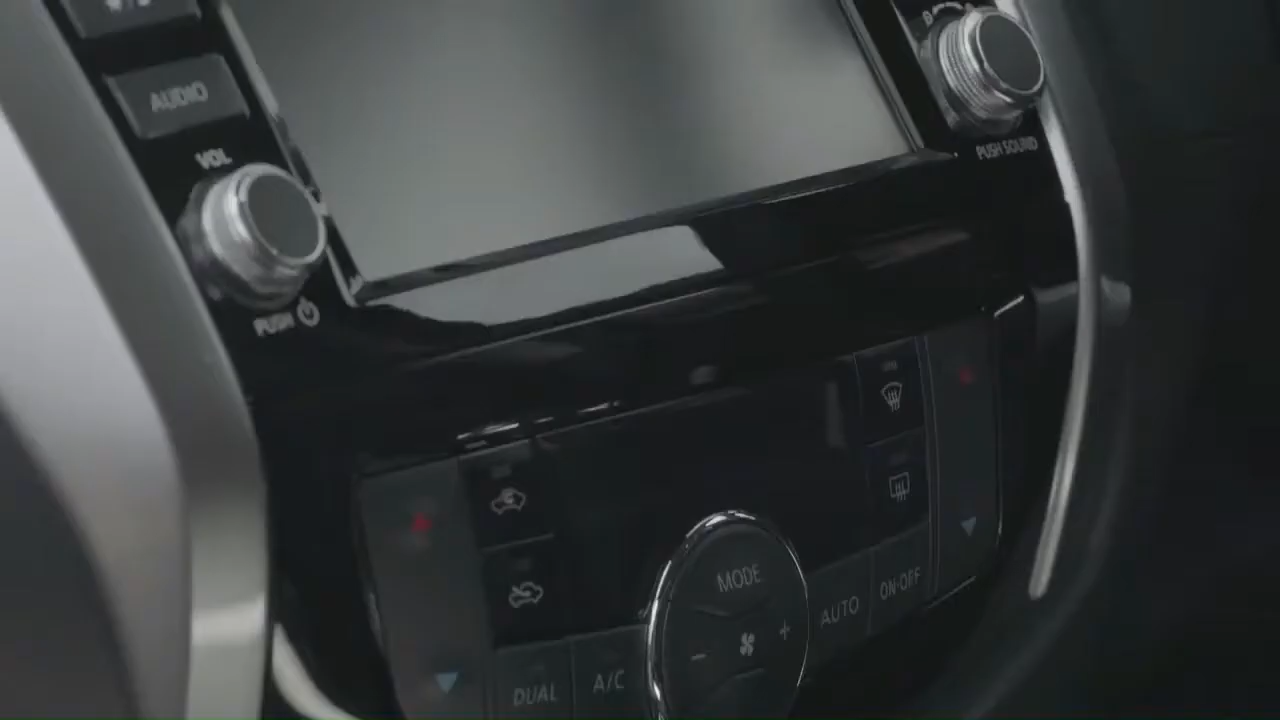 AUDIO
VOL
PUSH
PUSH SOUND
MODE
- +
AUTO
ON·OFF
DUAL
A/C